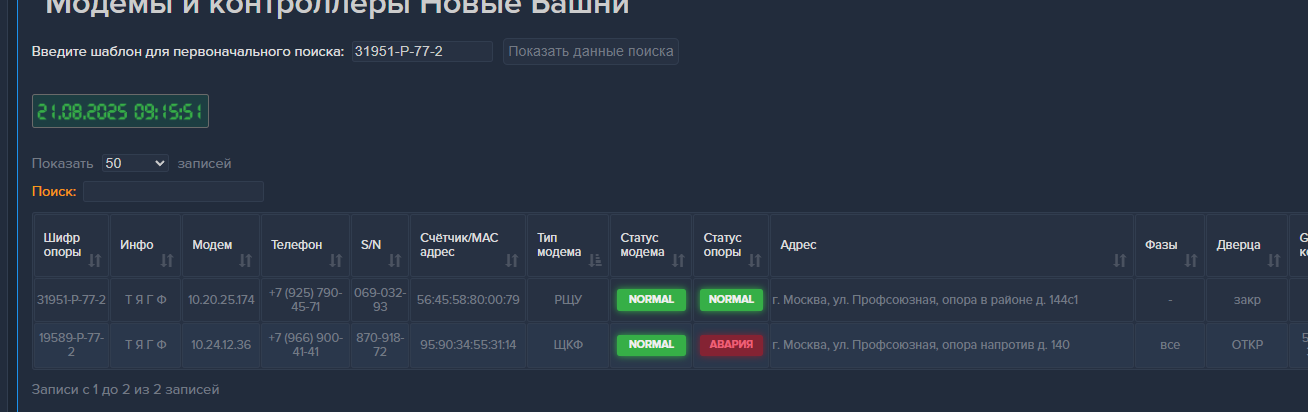 Модемы и контроллеры Новые Башни
Введите шаблон для первоначального поиска: 31951-Р-77-2 Показать данные поиска
21.08.2025 09:15:51
Показать 50 записей
Поиск:
Шифр опоры Инфо Модем Телефон S/N Счётчик/MAC адрес Тип модема Статус модема Статус опоры Адрес Фазы Дверца
31951-Р-77-2 Т Я Г Ф 10.20.25.174 +7 (925) 790-45-71 069-032-93 56:45:58:80:00:79 РЩУ NORMAL NORMAL г. Москва, ул. Профсоюзная, опора в районе д. 144с1 - закр
19589-Р-77-2 Т Я Г Ф 10.24.12.36 +7 (966) 900-41-41 870-918-72 95:90:34:55:31:14 ЩКФ NORMAL АВАРИЯ г. Москва, ул. Профсоюзная, опора напротив д. 140 все ОТКР
Записи с 1 до 2 из 2 записей